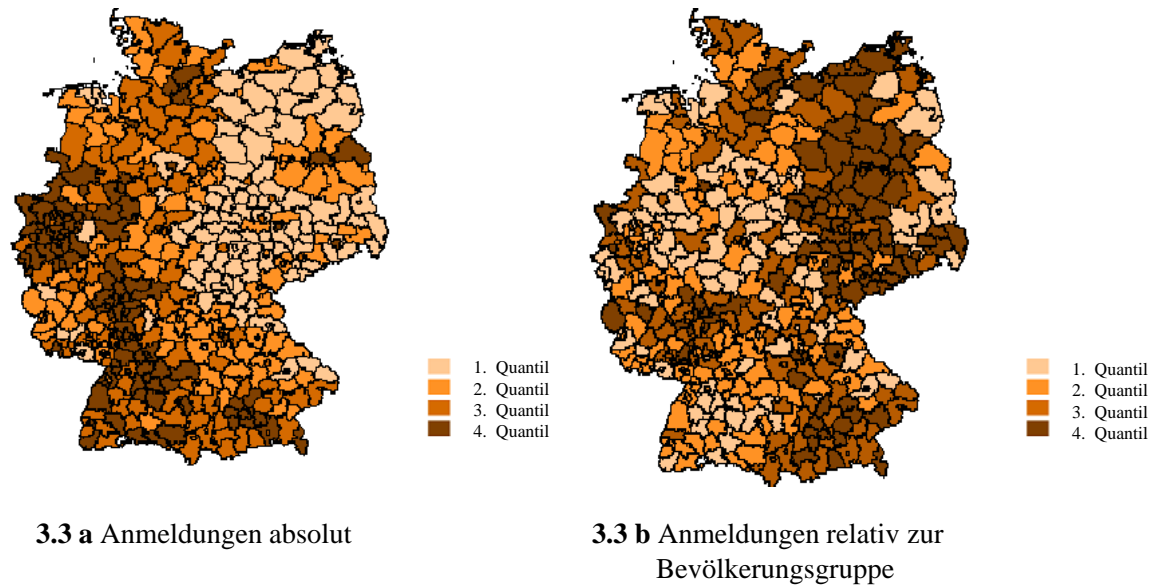 1. Quantil
2. Quantil
3. Quantil
4. Quantil
1. Quantil
2. Quantil
3. Quantil
4. Quantil
3.3 a Anmeldungen absolut
3.3 b Anmeldungen relativ zur
Bevölkerungsgruppe